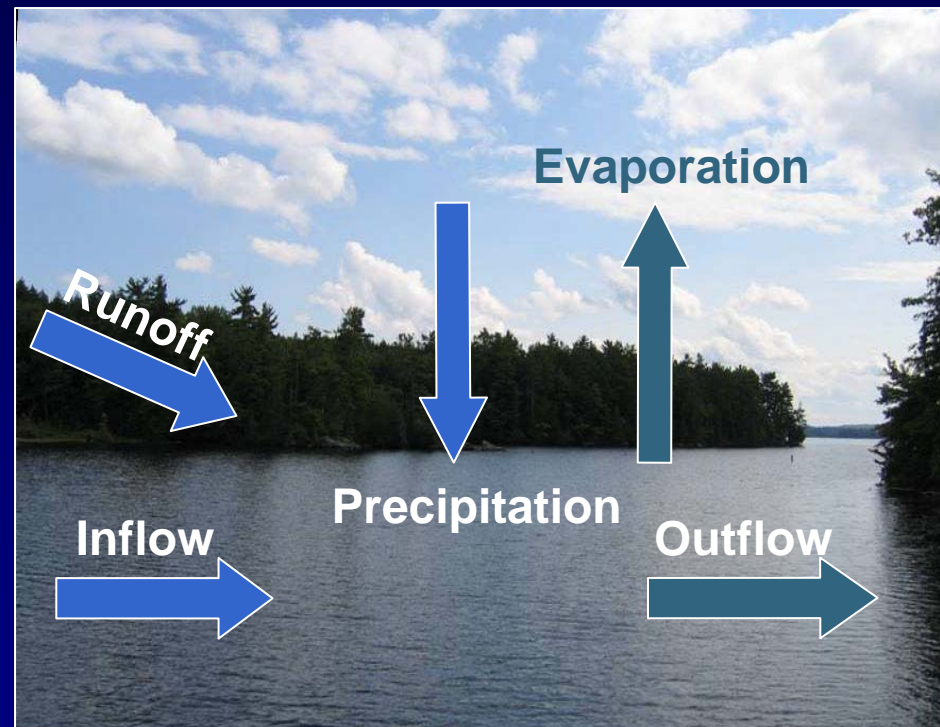 Evaporation
Runoff
Precipitation
Inflow
Outflow